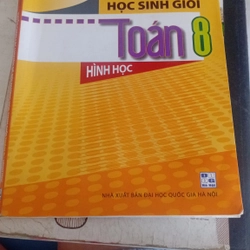 HỌC SINH GIỎI
Toán 8
HÌNH HỌC
NHÀ XUẤT BẢN ĐẠI HỌC QUỐC GIA HÀ NỘI